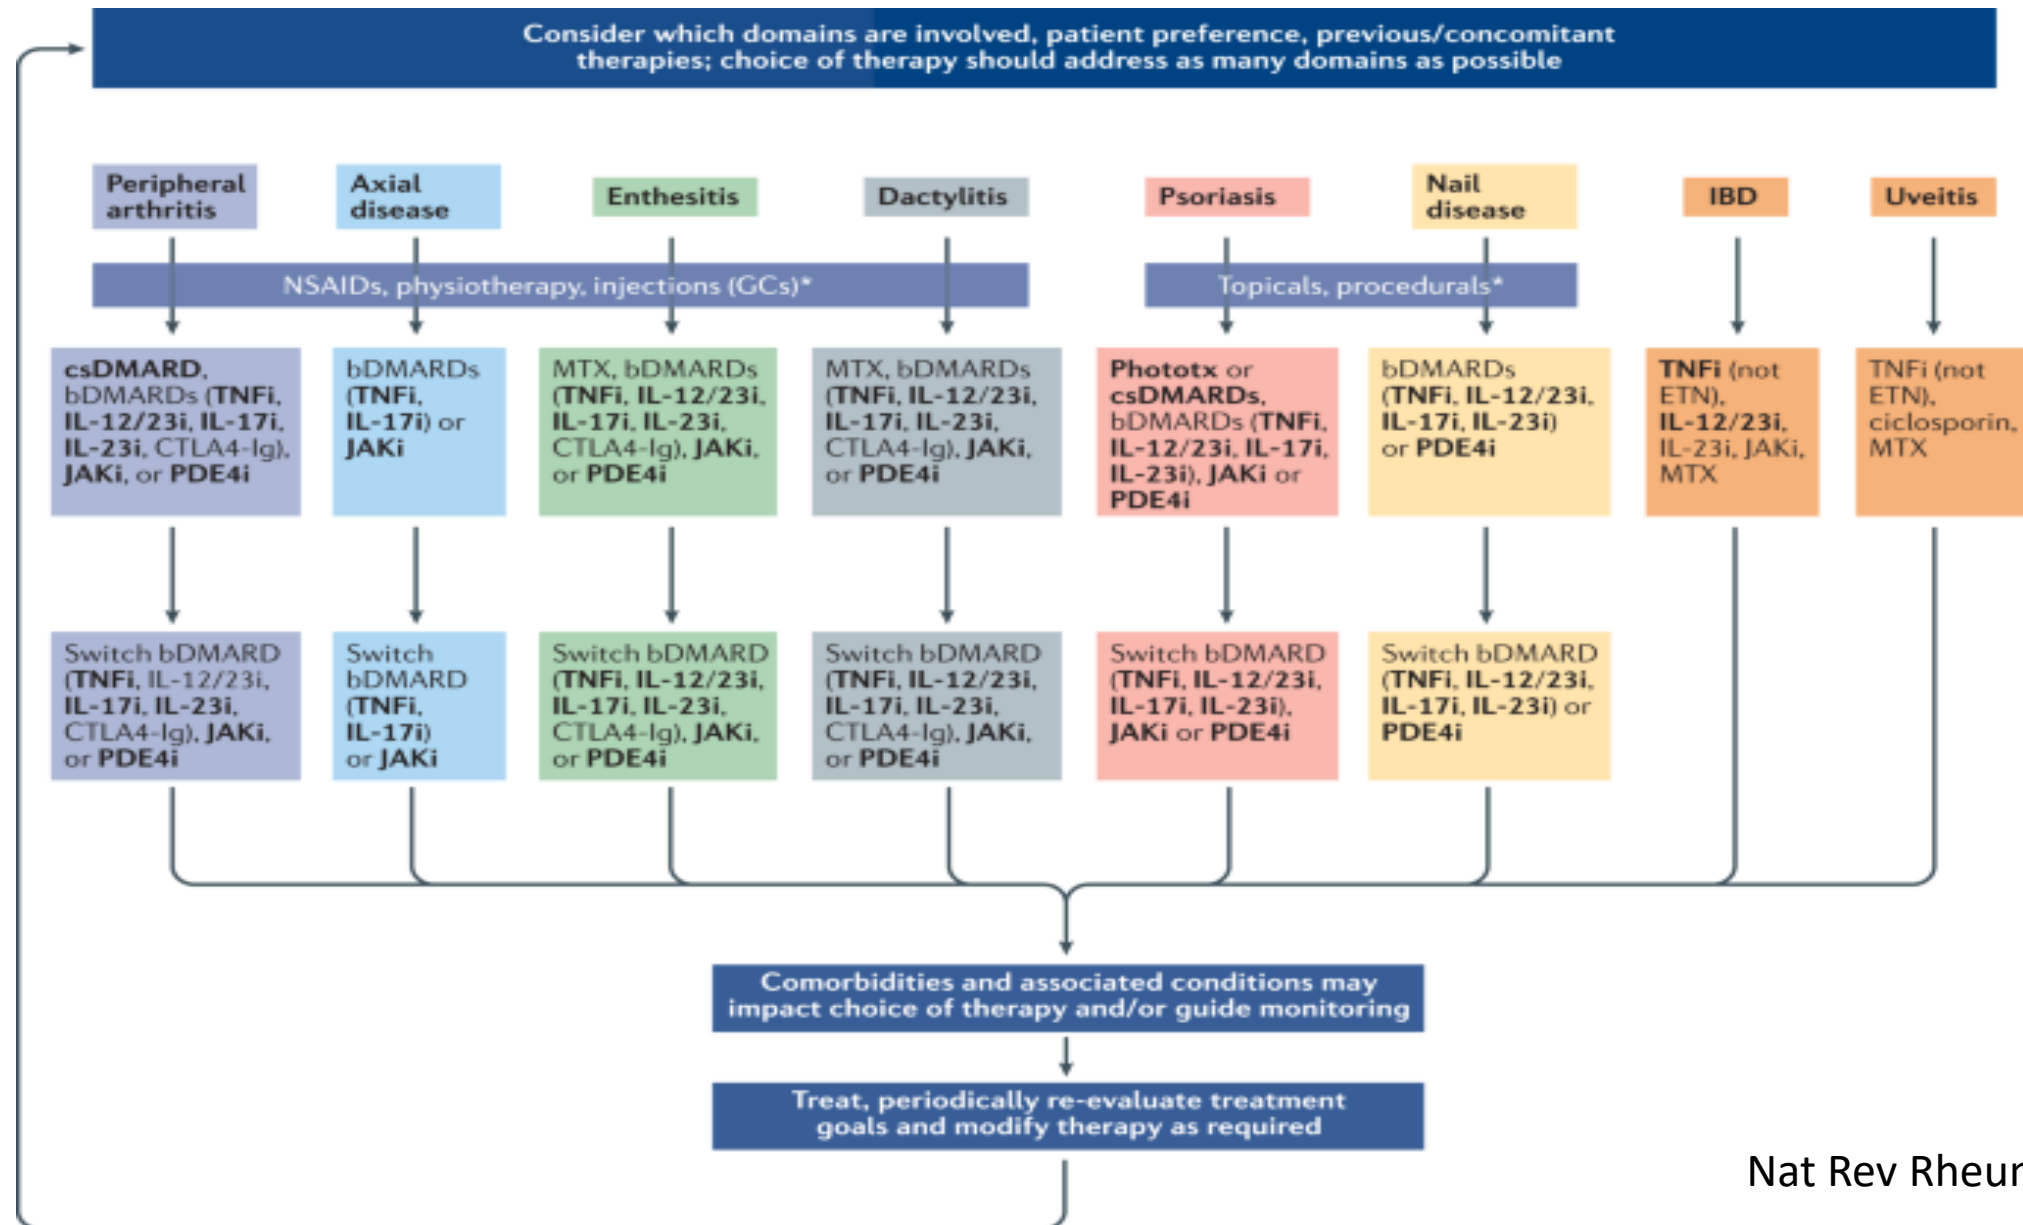 Consider which domains are involved, patient preference, previous/concomitant
therapies; choice of therapy should address as many domains as possible
Peripheral
arthritis
Axial
disease
Enthesitis
Dactylitis
Psoriasis
Nail
disease
IBD
Uveitis
NSAIDs, physiotherapy, injections (GCs)*
Topicals, procedurals*
csDMARD,
bDMARDs (TNFi,
IL-12/23i, IL-17i,
IL-23i, CTLA4-Ig),
JAKi, or PDE4i
bDMARDs
(TNFi,
IL-17i) or
JAKi
MTX, bDMARDs
(TNFi, IL-12/23i,
IL-17i, IL-23i,
CTLA4-Ig), JAKi,
or PDE4i
MTX, bDMARDs
(TNFi, IL-12/23i,
IL-17i, IL-23i,
CTLA4-Ig), JAKi,
or PDE4i
Phototx or
csDMARDs,
bDMARDs (TNFi,
IL-12/23i, IL-17i,
IL-23i), JAKi or
PDE4i
bDMARDs
(TNFi, IL-12/23i,
IL-17i, IL-23i)
or PDE4i
TNFi (not
ETN),
IL-12/23i,
IL-23i, JAKi,
MTX
TNFi (not
ETN),
ciclosporin,
MTX
Switch bDMARD
(TNFi, IL-12/23i,
IL-17i, IL-23i,
CTLA4-Ig), JAKi,
or PDE4i
Switch
bDMARD
(TNFi,
IL-17i)
or JAKi
Switch bDMARD
(TNFi, IL-12/23i,
IL-17i, IL-23i,
CTLA4-Ig), JAKi,
or PDE4i
Switch bDMARD
(TNFi, IL-12/23i,
IL-17i, IL-23i,
CTLA4-Ig), JAKi,
or PDE4i
Switch bDMARD
(TNFi, IL-12/23i,
IL-17i, IL-23i),
JAKi or PDE4i
Switch bDMARD
(TNFi, IL-12/23i,
IL-17i, IL-23i) or
PDE4i
Comorbidities and associated conditions may
impact choice of therapy and/or guide monitoring
Treat, periodically re-evaluate treatment
goals and modify therapy as required
Nat Rev